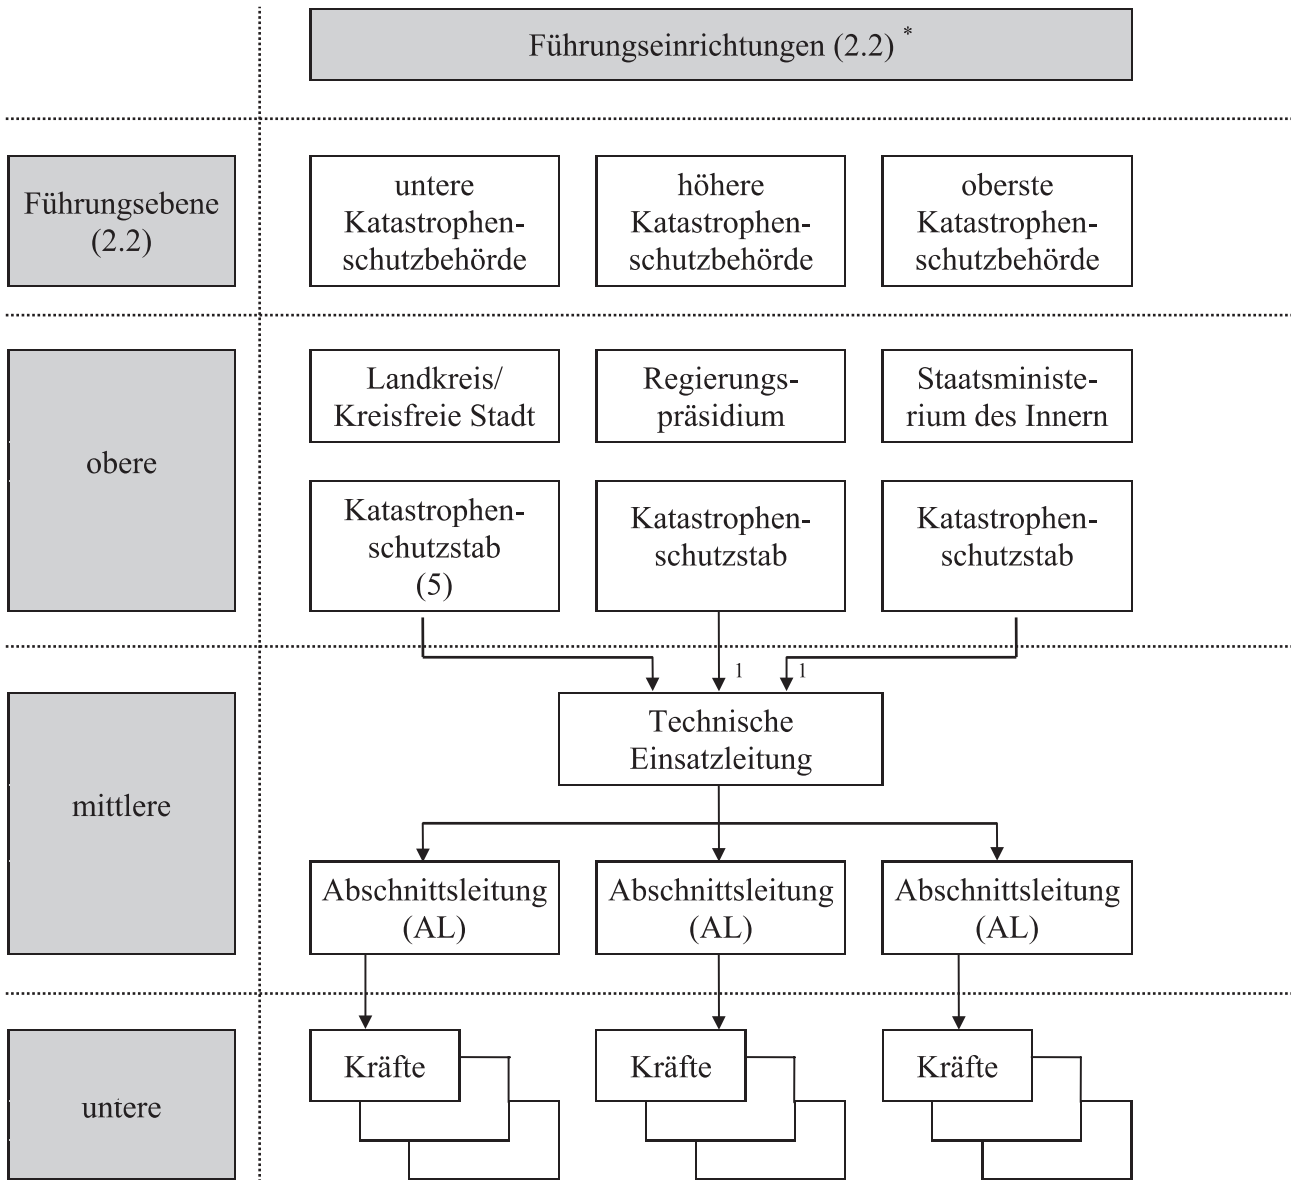 Führungseinrichtungen (2.2) *
Führungsebene
(2.2)
untere
Katastrophen-
schutzbehörde
höhere
Katastrophen-
schutzbehörde
oberste
Katastrophen-
schutzbehörde
obere
Landkreis/
Kreisfreie Stadt
Regierungs-
präsidium
Staatsministe-
rium des Innern
Katastrophen-
schutzstab
(5)
Katastrophen-
schutzstab
Katastrophen-
schutzstab
1
1
mittlere
Technische
Einsatzleitung
Abschnittsleitung
(AL)
Abschnittsleitung
(AL)
Abschnittsleitung
(AL)
untere
Kräfte
Kräfte
Kräfte